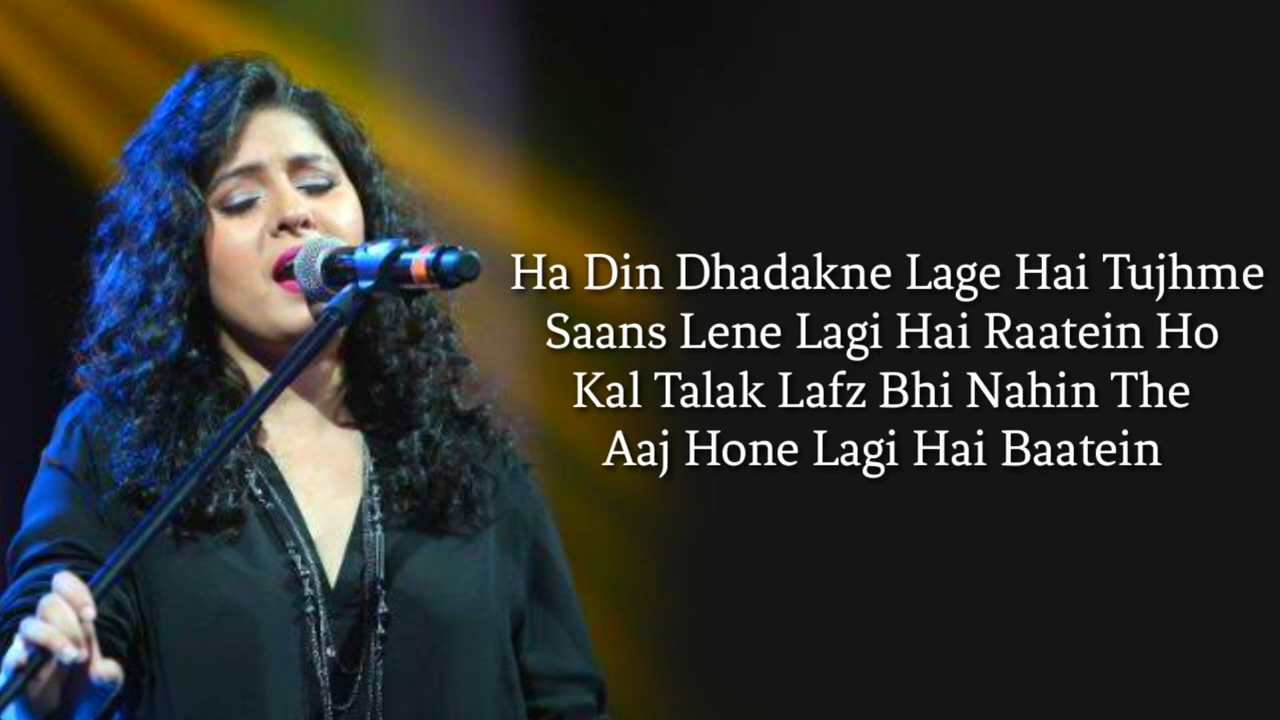 Ha Din Dhadakne Lage Hai Tujhme
Saans Lene Lagi Hai Raatein Ho
Kal Talak Lafz Bhi Nahin The
Aaj Hone Lagi Hai Baatein